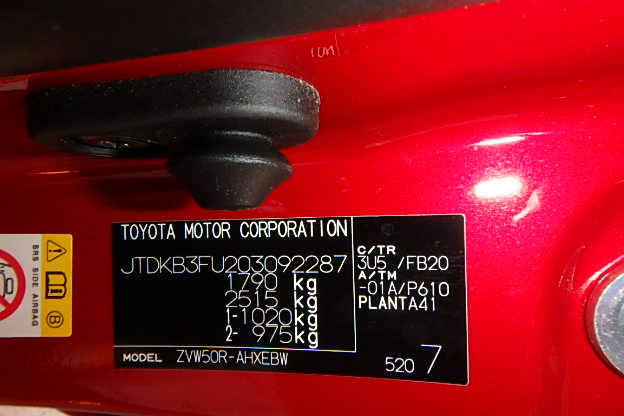 TOYOTA MOTOR CORPORATION
JTDKB3FU203092287
1790 kg
2515 kg
1-1020 kg
2- 975 kg
C/TR
3U5 /FB20
A/TM
-01A/P610
PLANTA41
MODEL ZVW50R-AHXEBW
520 7
SRS SIDE AIRBAG